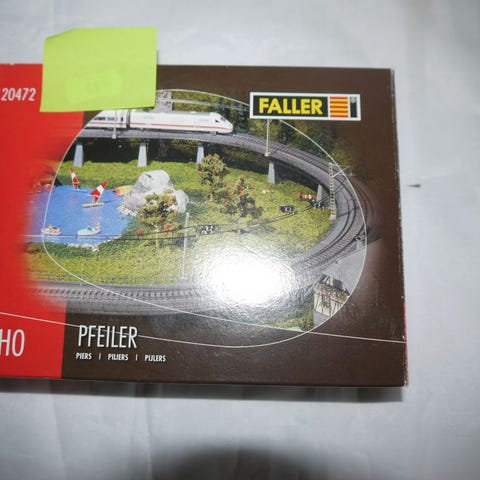 20472
FALLER
HO
PFEILER
PIERS | PILIERS | PIJLERS